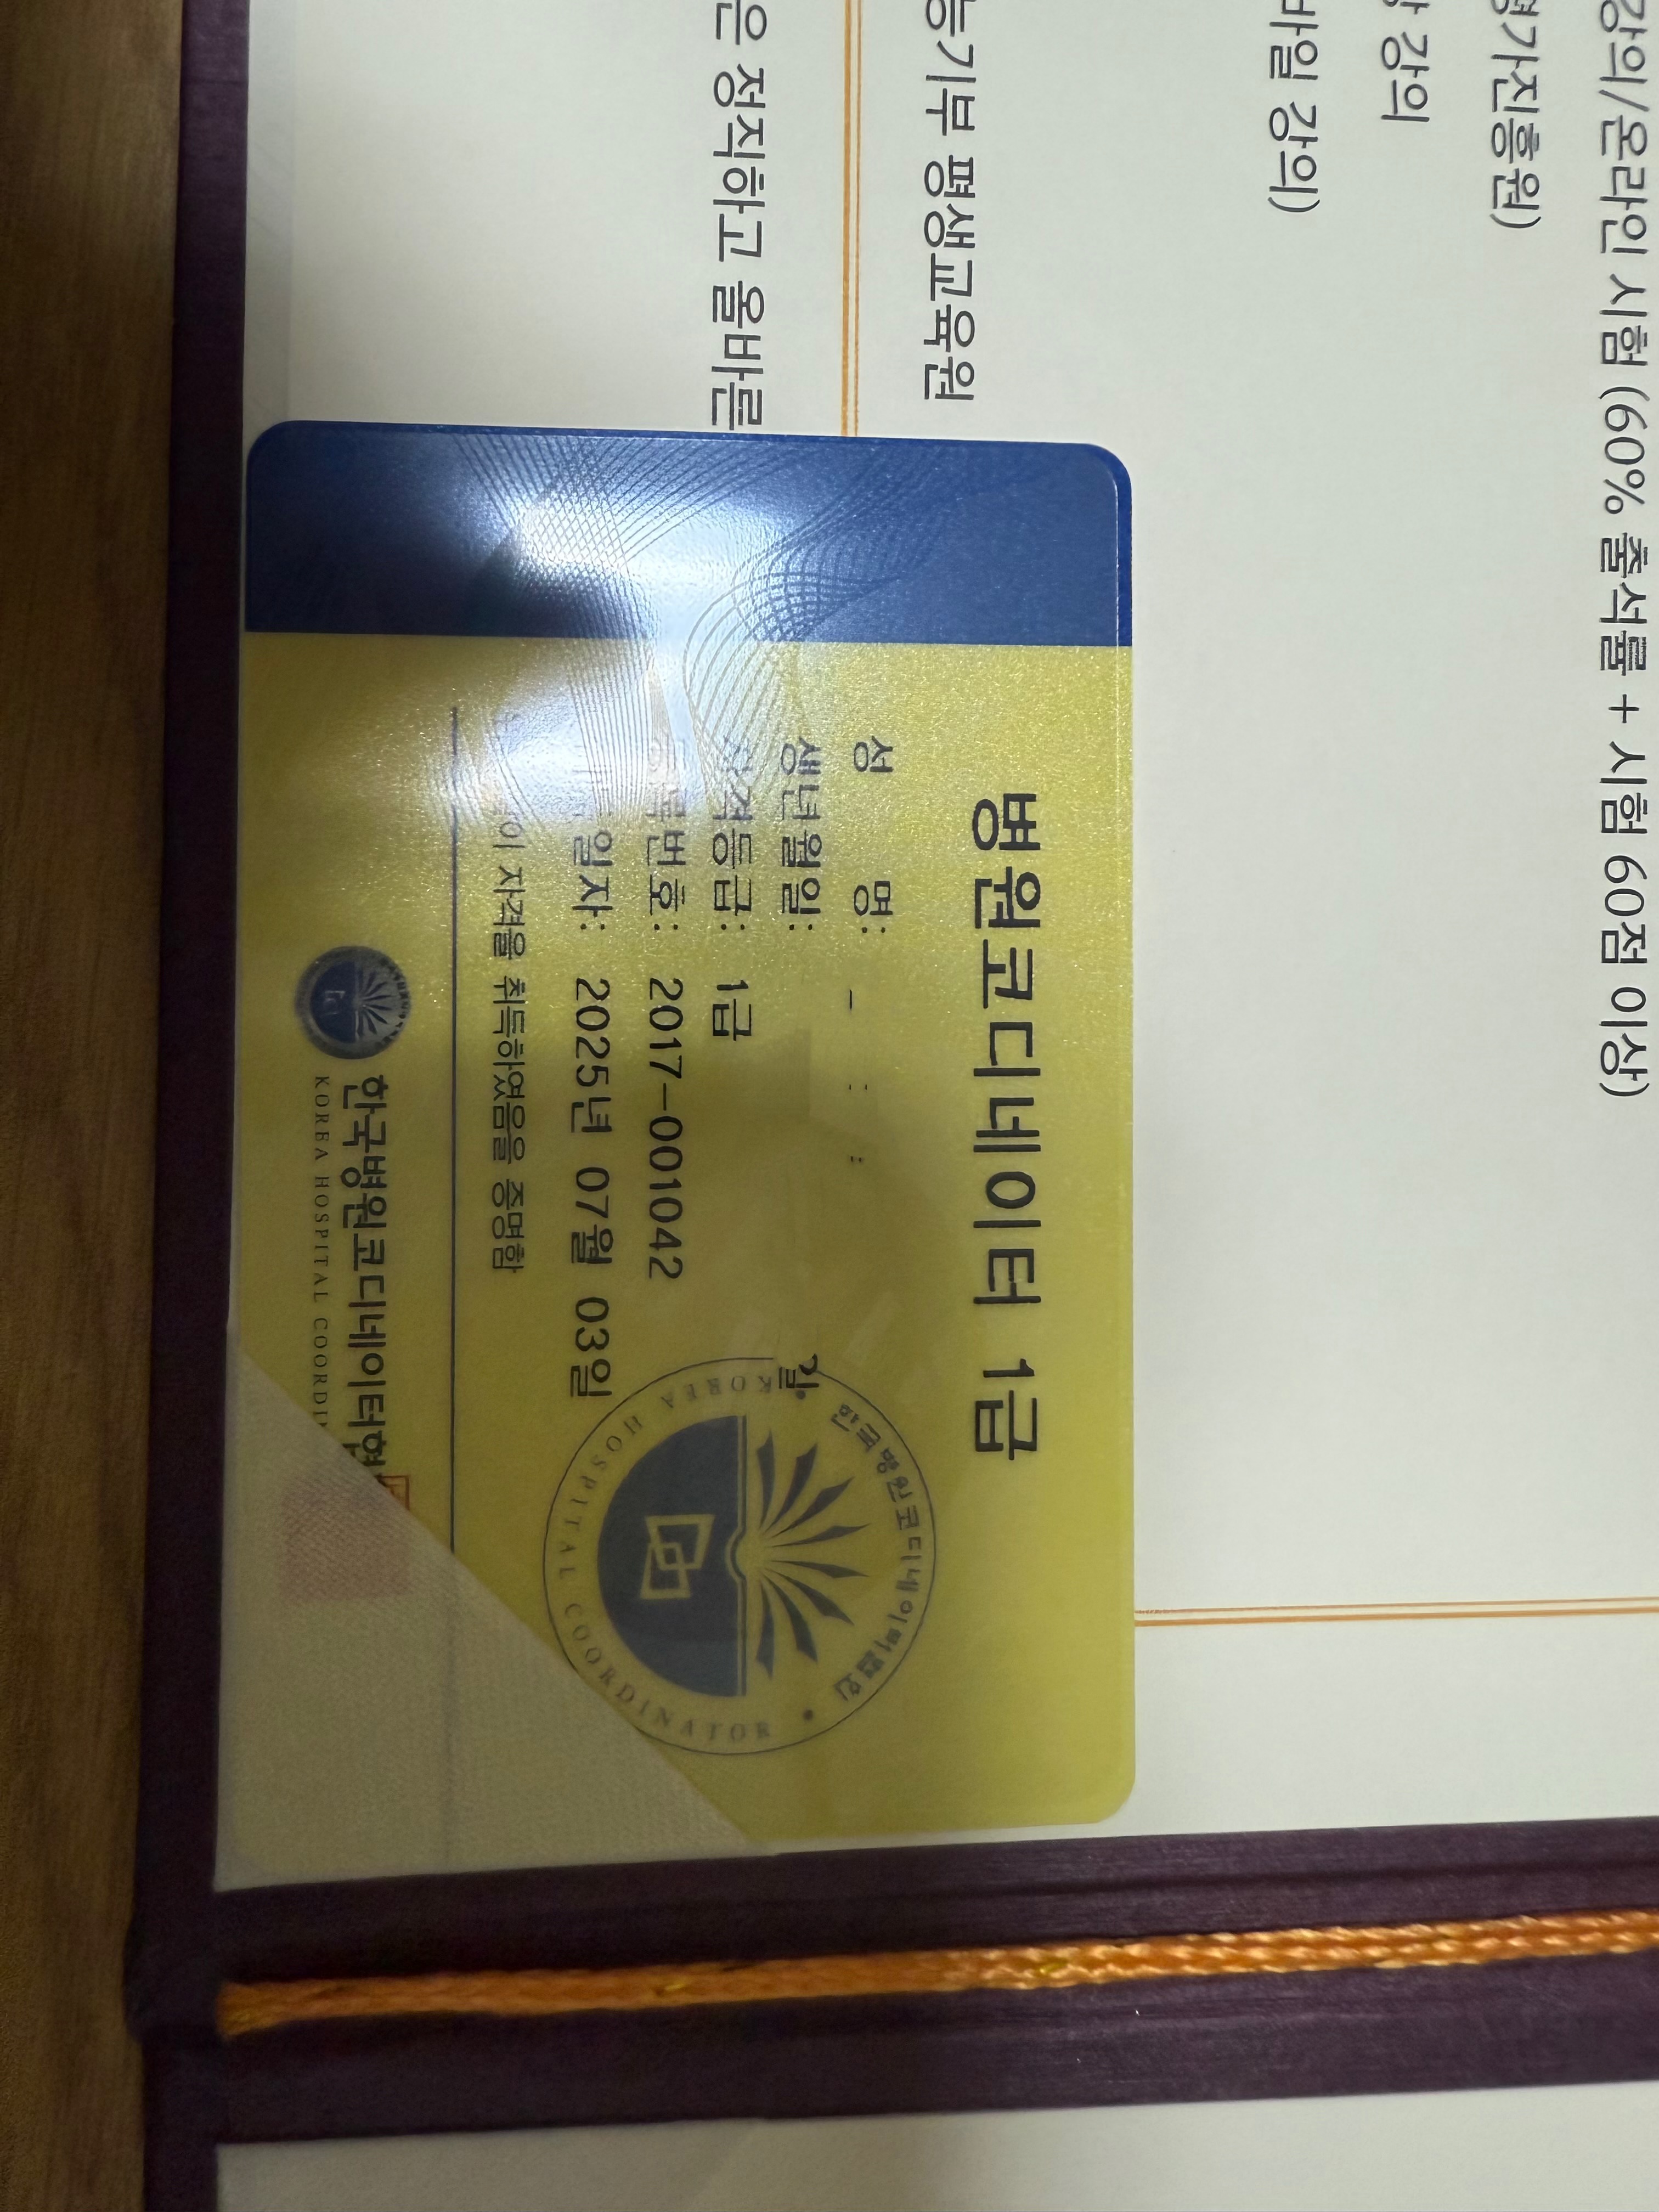 강의/온라인 시험 (60% 출석률 + 시험 60점 이상)
평가진흥원)
강의
바일 강의)
능기부 평생교육원
은 정직하고 올바른
병원코디네이터 1급
성 명:
생년월일: 일
자격등급: 1급
등록번호: 2017-001042
일자: 2025년 07월 03일
이 자격을 취득하였음을 증명함
한국병원코디네이터협
KOREA HOSPITAL COORDI
KOREA HOSPITAL COORDINATOR